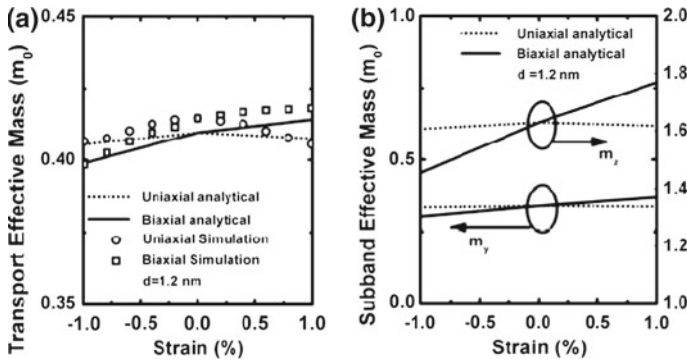 (a)
Transport Effective Mass (m0)
0.45
0.40
0.35
Uniaxial analytical
Biaxial analytical
Uniaxial Simulation
Biaxial Simulation
d=1.2 nm
-1.0 -0.5 0.0 0.5 1.0
Strain (%)
(b)
Subband Effective Mass (m0)
1.0
0.5
0.0
Uniaxial analytical
Biaxial analytical
d =1.2 nm
mz
my
2.0
1.8
1.6
1.4
1.2
1.0
-1.0 -0.5 0.0 0.5 1.0
Strain (%)